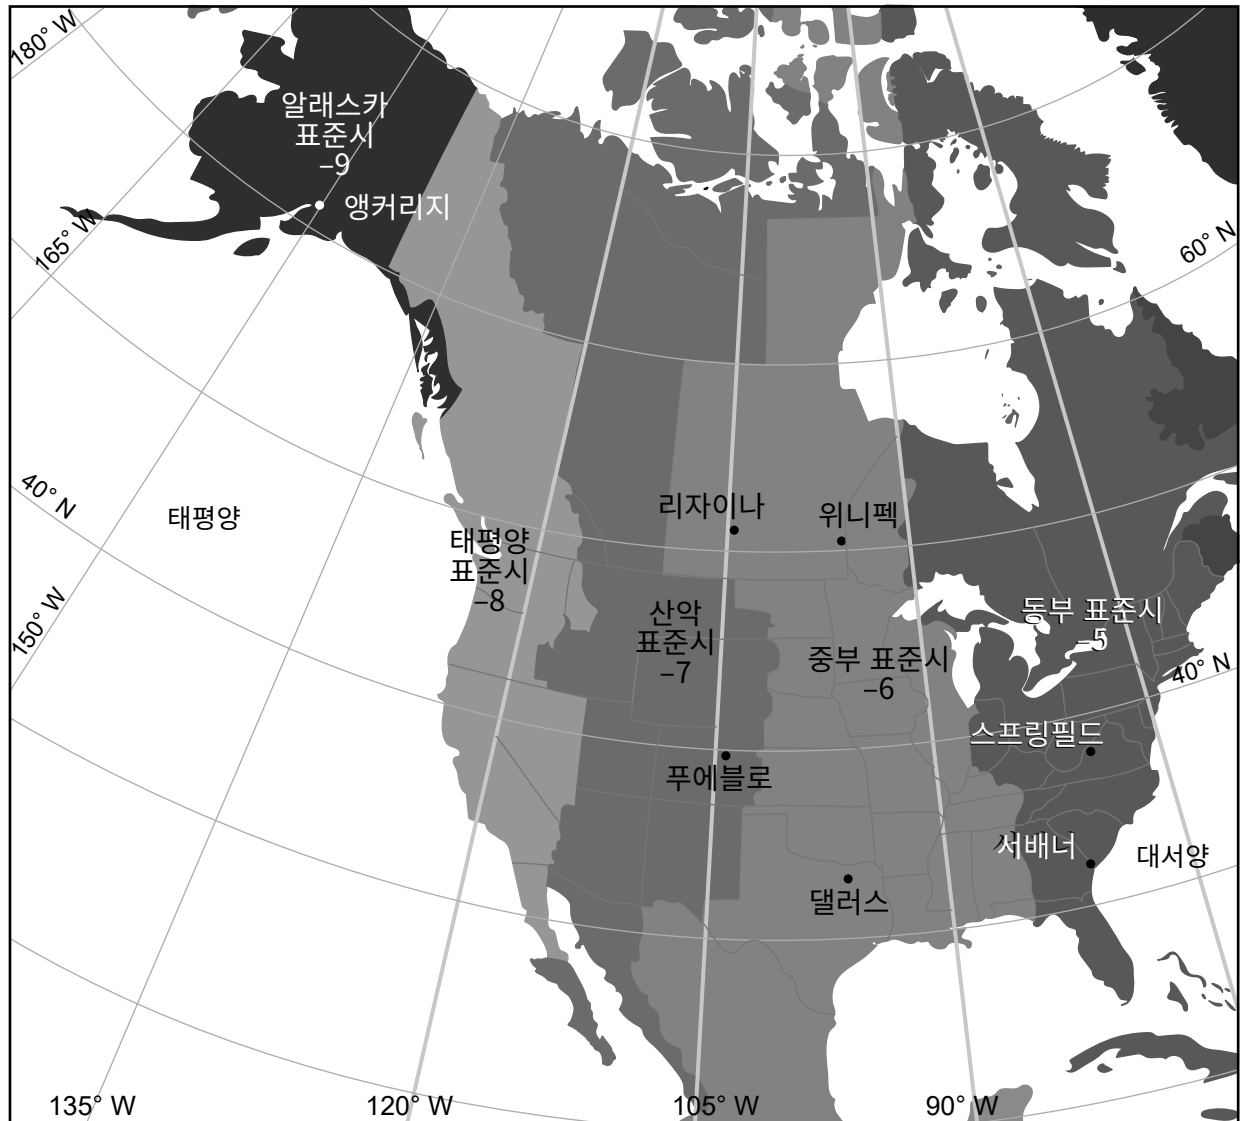 180° W
알래스카
표준시
–9
앵커리지
165° W
60° N
40° N
태평양
리자이나
위니펙
태평양
표준시
–8
150° W
산악
표준시
–7
동부 표준시
–5
중부 표준시
–6
40° N
스프링필드
푸에블로
서배너
대서양
댈러스
135° W
120° W
105° W
90° W